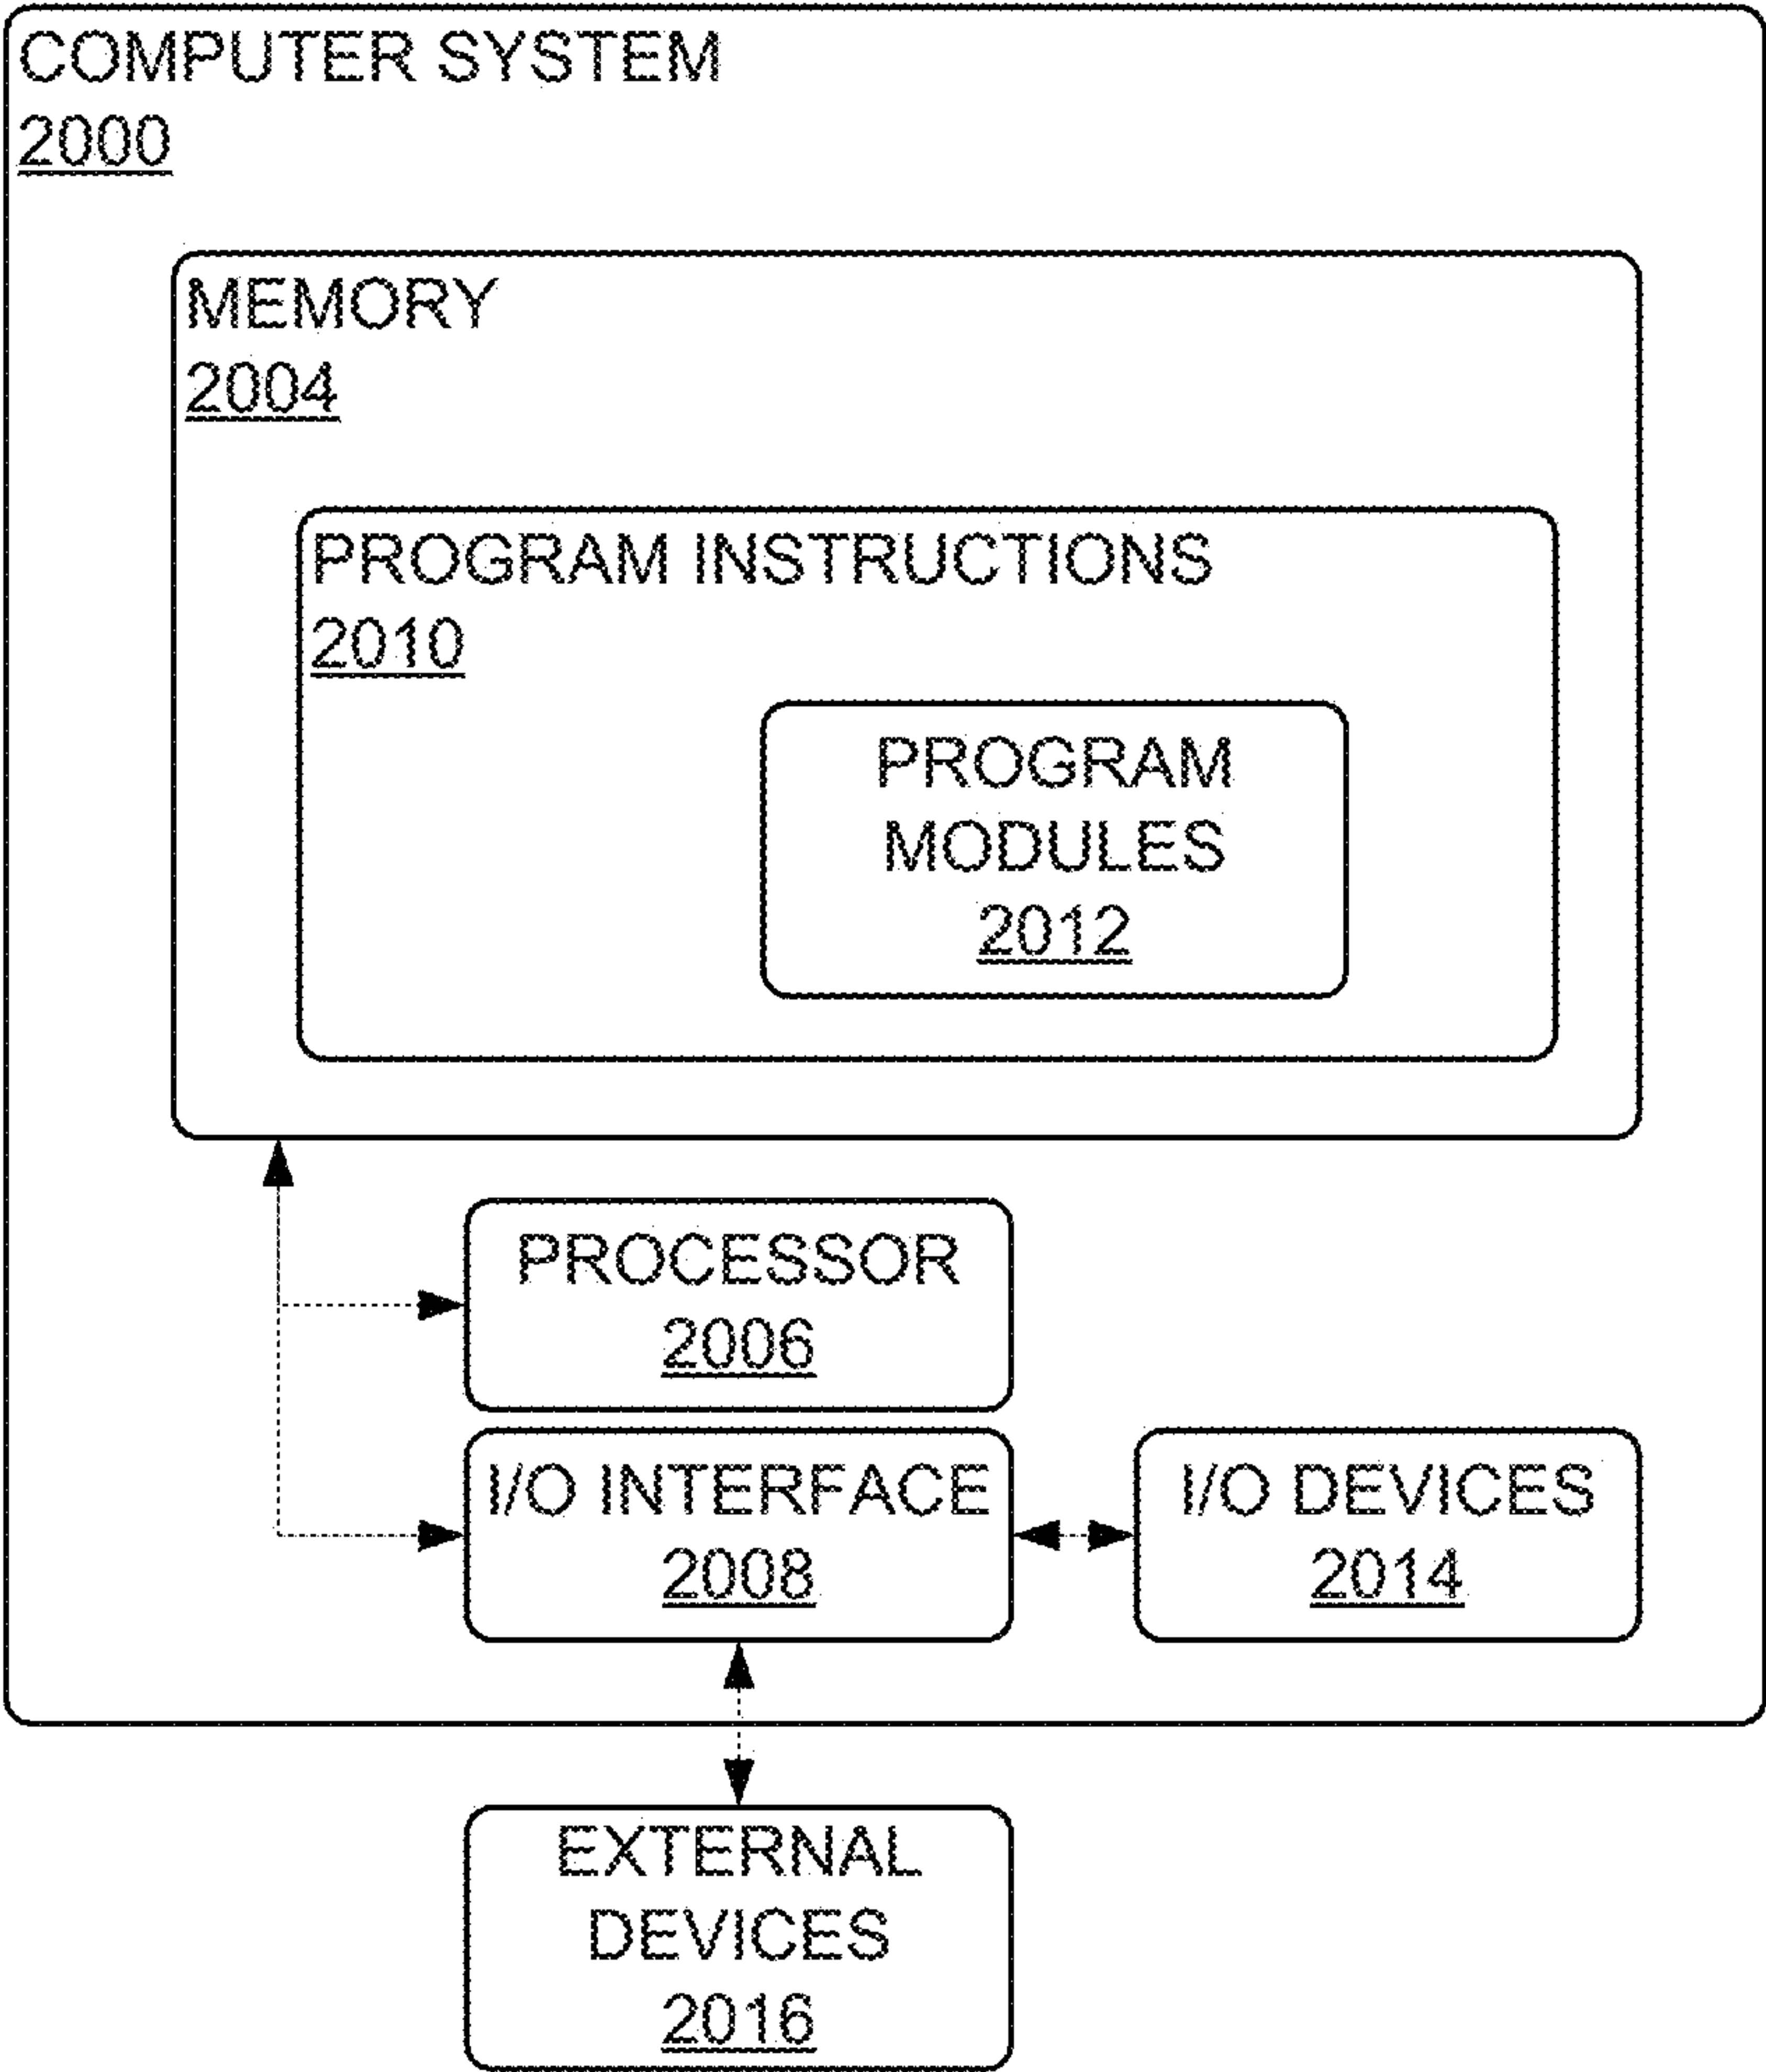 COMPUTER SYSTEM
2000
MEMORY
2004
PROGRAM INSTRUCTIONS
2010
PROGRAM
MODULES
2012
PROCESSOR
2006
I/O INTERFACE
2008
I/O DEVICES
2014
EXTERNAL
DEVICES
2016